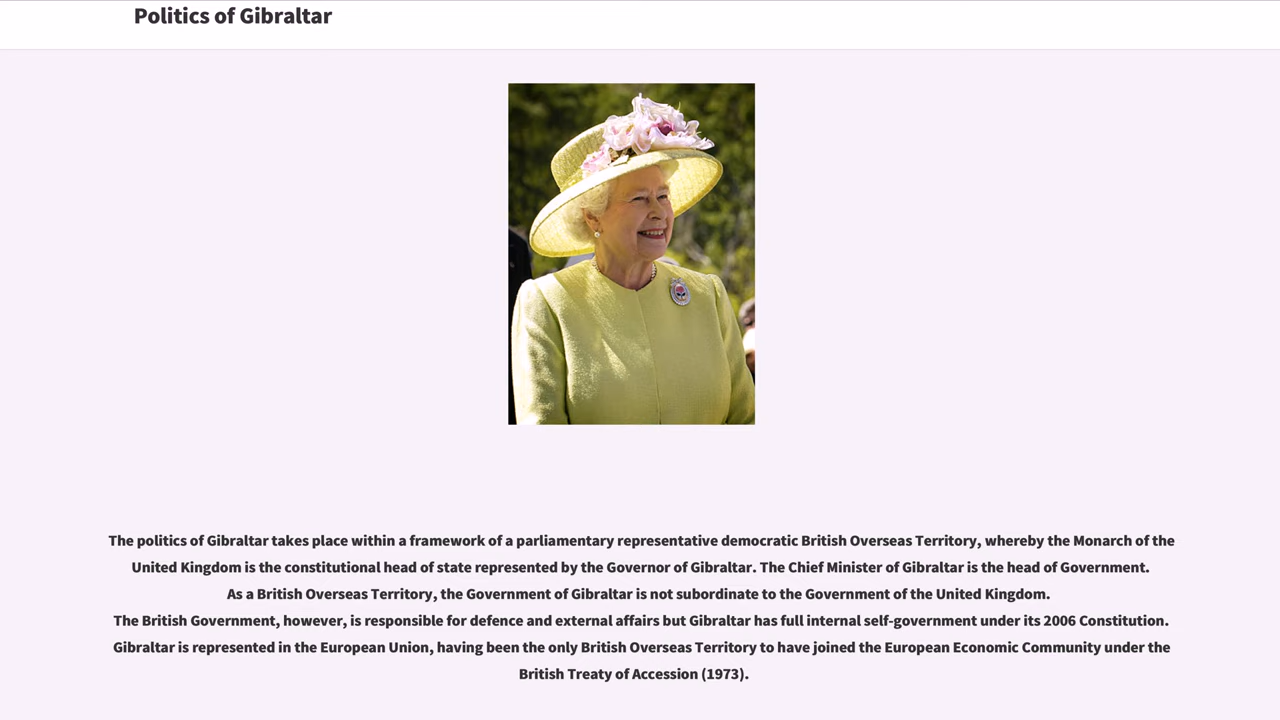 Politics of Gibraltar
The politics of Gibraltar takes place within a framework of a parliamentary representative democratic British Overseas Territory, whereby the Monarch of the
United Kingdom is the constitutional head of state represented by the Governor of Gibraltar. The Chief Minister of Gibraltar is the head of Government.
As a British Overseas Territory, the Government of Gibraltar is not subordinate to the Government of the United Kingdom.
The British Government, however, is responsible for defence and external affairs but Gibraltar has full internal self-government under its 2006 Constitution.
Gibraltar is represented in the European Union, having been the only British Overseas Territory to have joined the European Economic Community under the
British Treaty of Accession (1973).